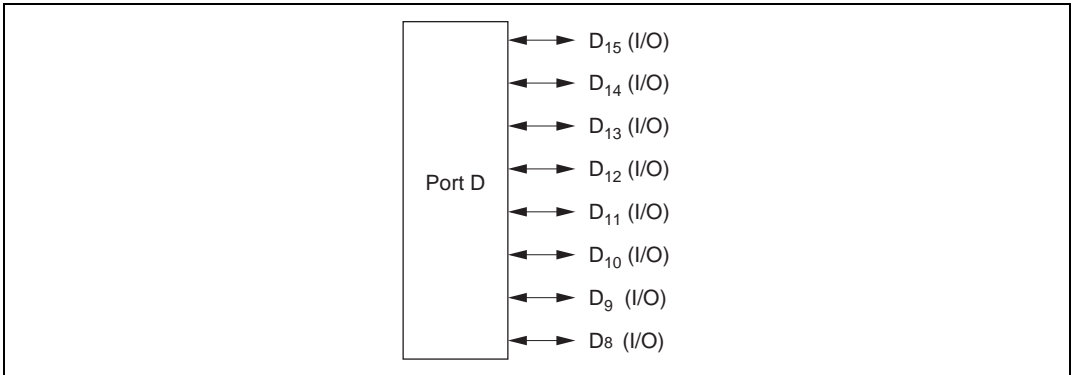 D15 (I/O)
D14 (I/O)
D13 (I/O)
D12 (I/O)
Port D
D11 (I/O)
D10 (I/O)
D9 (I/O)
D8 (I/O)